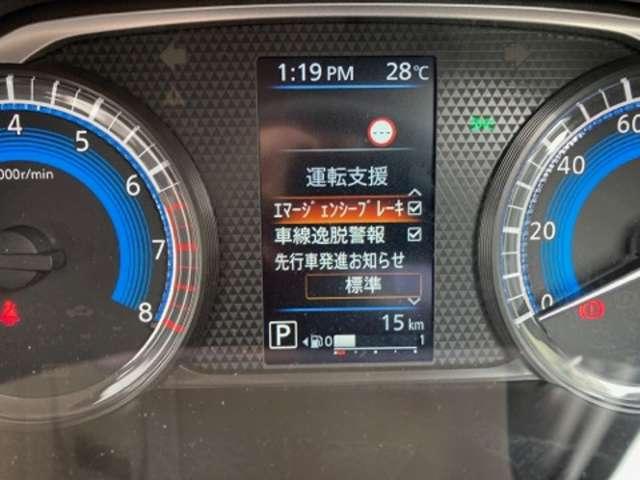 1:19 PM 28℃
運転支援
エマージェンシーブレーキ
車線逸脱警報
先行車発進お知らせ
標準
15 km
P 0 1
4
5
6
7
8
000r/min
0
20
40
60